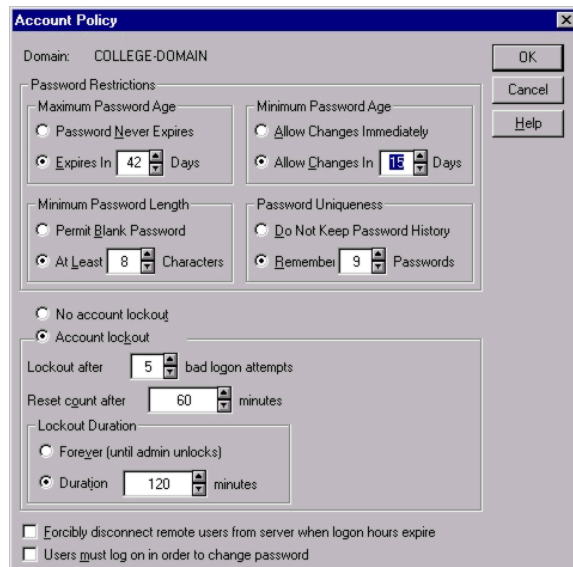 Account Policy
Domain: COLLEGE-DOMAIN
OK
Cancel
Help
Password Restrictions
Maximum Password Age
Password Never Expires
Expires In 42 Days
Minimum Password Age
Allow Changes Immediately
Allow Changes In 15 Days
Minimum Password Length
Permit Blank Password
At Least 8 Characters
Password Uniqueness
Do Not Keep Password History
Remember 9 Passwords
No account lockout
Account lockout
Lockout after 5 bad logon attempts
Reset count after 60 minutes
Lockout Duration
Forever (until admin unlocks)
Duration 120 minutes
Forcibly disconnect remote users from server when logon hours expire
Users must log on in order to change password